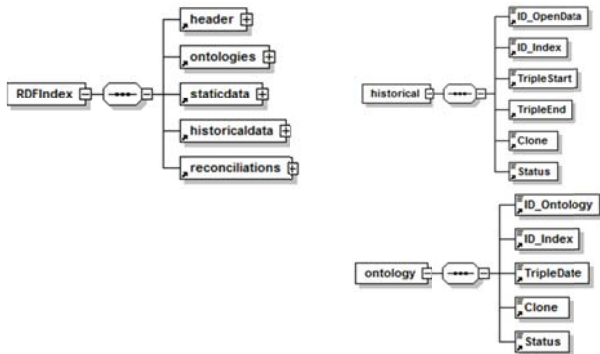 RDFIndex
header
ontologies
staticdata
historicaldata
reconciliations
historical
ID_OpenData
ID_Index
TripleStart
TripleEnd
Clone
Status
ontology
ID_Ontology
ID_Index
TripleDate
Clone
Status